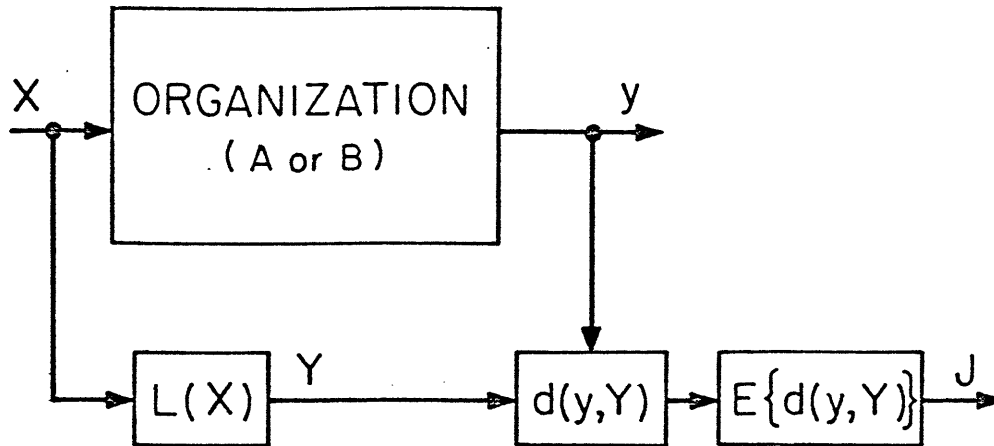 X
ORGANIZATION
(A or B)
y
L(X)
Y
d(y,Y)
E{d(y,Y)}
J